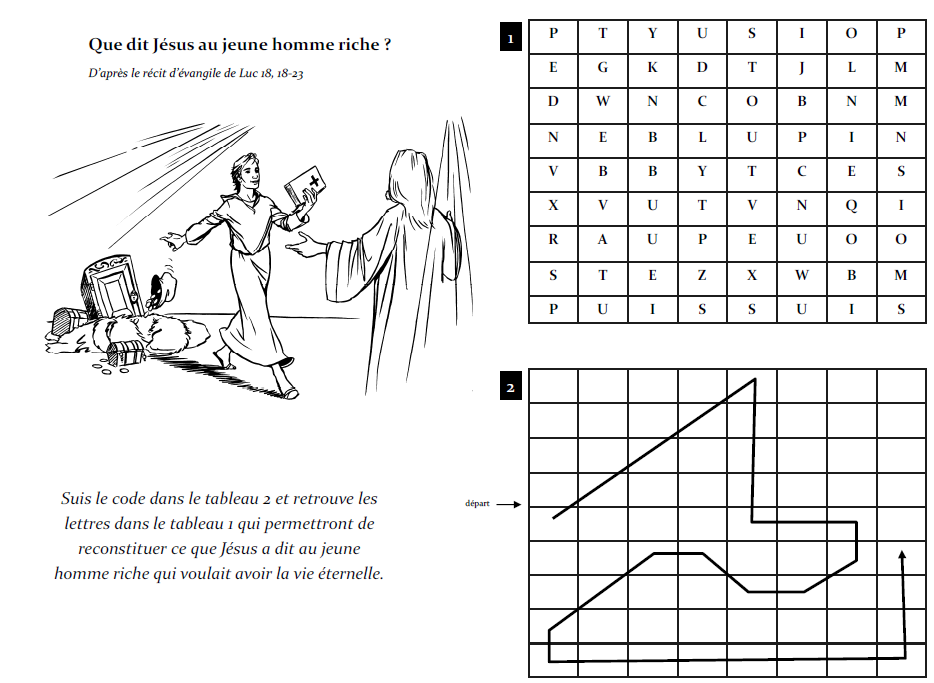 Que dit Jésus au jeune homme riche ?
D'après le récit d'évangile de Luc 18, 18-23
Suis le code dans le tableau 2 et retrouve les
lettres dans le tableau 1 qui permettront de
reconstituer ce que Jésus a dit au jeune
homme riche qui voulait avoir la vie éternelle.
1
P T Y U S I O P
E G K D T J L M
D W N C O B N M
N E B L U P I N
V B B Y T C E S
X V U T V N Q I
R A U P E U O O
S T E Z X W B M
P U I S S U I S
2
départ